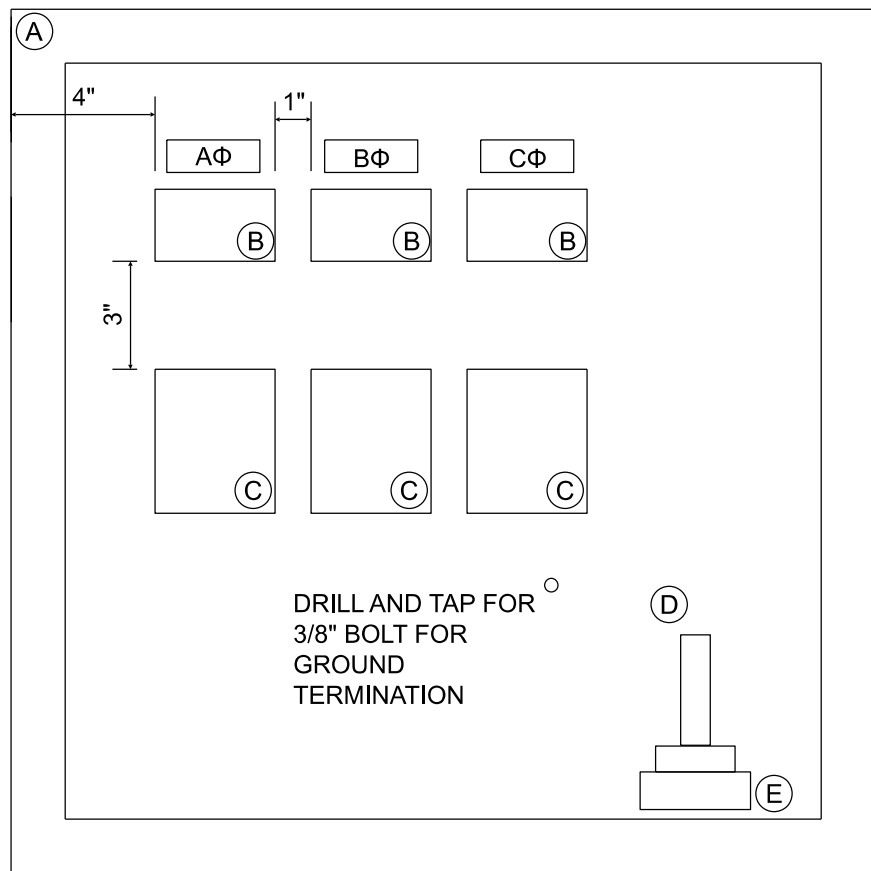 A
4"
1"
AΦ
BΦ
CΦ
B
B
B
3"
C
C
C
DRILL AND TAP FOR
3/8" BOLT FOR
GROUND
TERMINATION
D
E